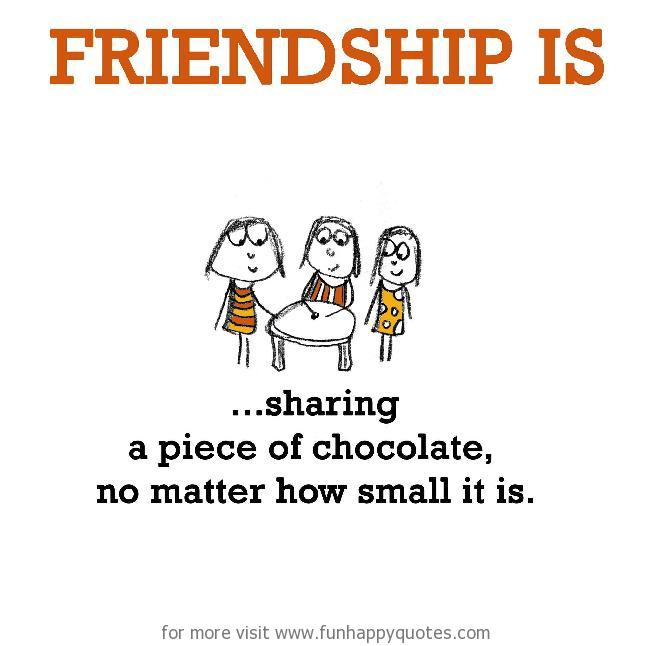 FRIENDSHIP IS
...sharing
a piece of chocolate,
no matter how small it is.
for more visit www.funhappyquotes.com